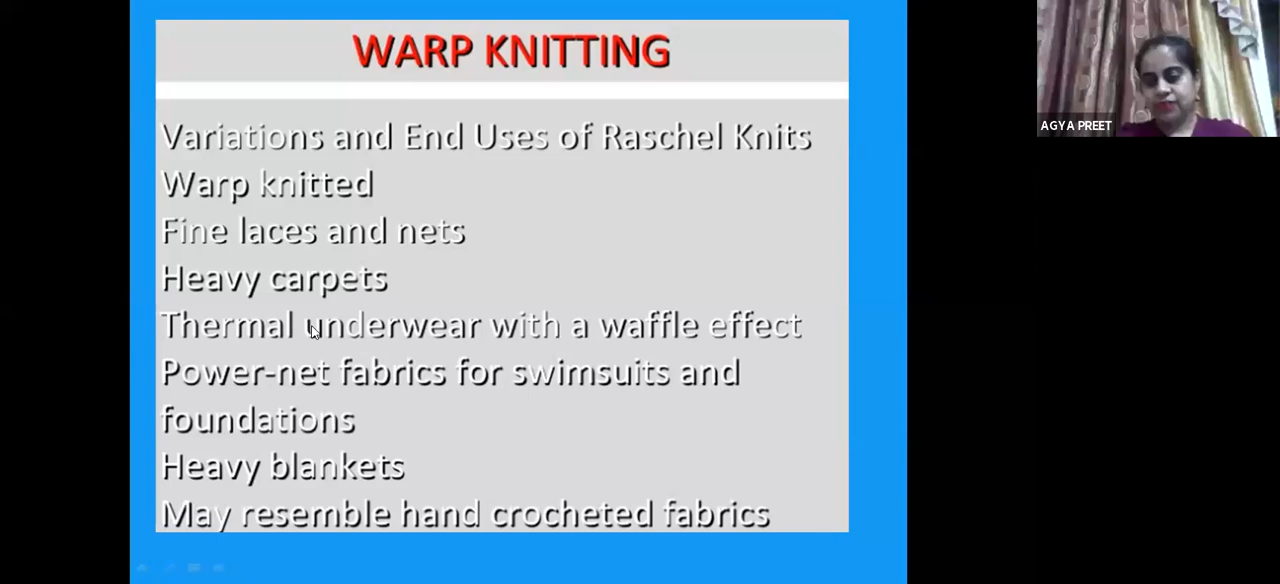 WARP KNITTING
Variations and End Uses of Raschel Knits
Warp knitted
Fine laces and nets
Heavy carpets
Thermal underwear with a waffle effect
Power-net fabrics for swimsuits and
foundations
Heavy blankets
May resemble hand crocheted fabrics
AGYA PREET